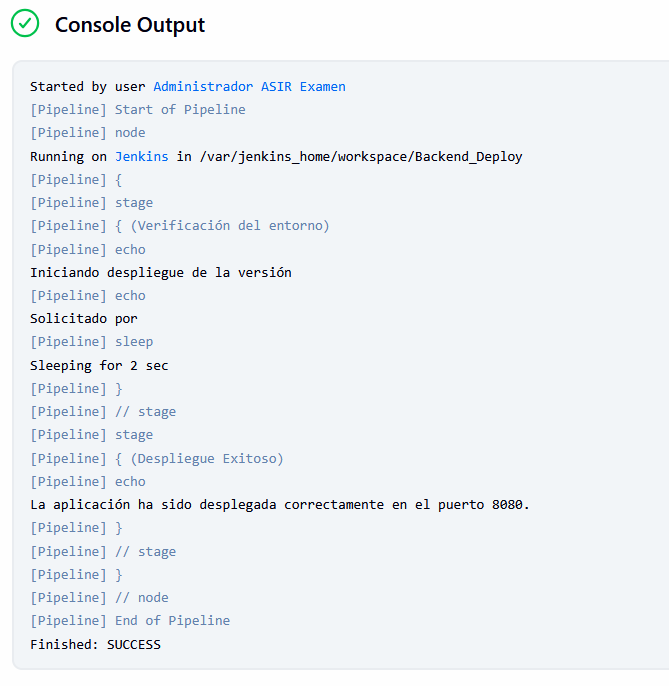 Console Output
Started by user Administrador ASIR Examen
[Pipeline] Start of Pipeline
[Pipeline] node
Running on Jenkins in /var/jenkins_home/workspace/Backend_Deploy
[Pipeline] {
[Pipeline] stage
[Pipeline] { (Verificación del entorno)
[Pipeline] echo
Iniciando despliegue de la versión
[Pipeline] echo
Solicitado por
[Pipeline] sleep
Sleeping for 2 sec
[Pipeline] }
[Pipeline] // stage
[Pipeline] stage
[Pipeline] { (Despliegue Exitoso)
[Pipeline] echo
La aplicación ha sido desplegada correctamente en el puerto 8080.
[Pipeline] }
[Pipeline] // stage
[Pipeline] }
[Pipeline] // node
[Pipeline] End of Pipeline
Finished: SUCCESS